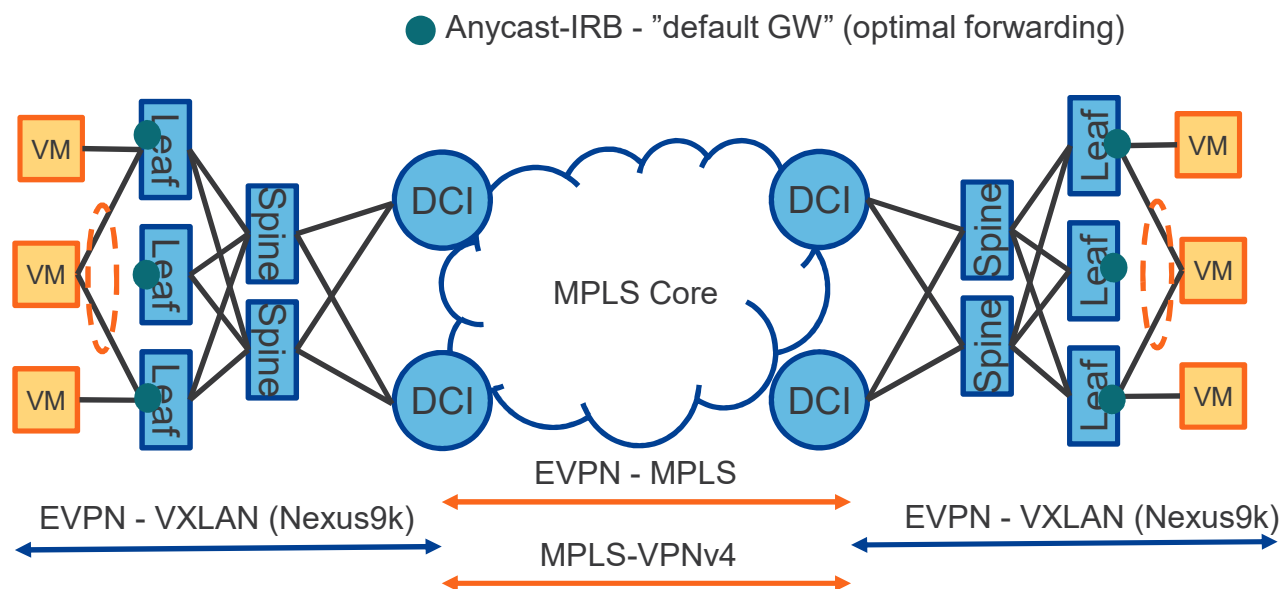 Anycast-IRB - ”default GW” (optimal forwarding)
VM
VM
VM
Leaf
Leaf
Leaf
Spine
Spine
DCI
DCI
MPLS Core
DCI
DCI
Spine
Spine
Leaf
Leaf
Leaf
VM
VM
VM
EVPN - MPLS
EVPN - VXLAN (Nexus9k)
EVPN - VXLAN (Nexus9k)
MPLS-VPNv4